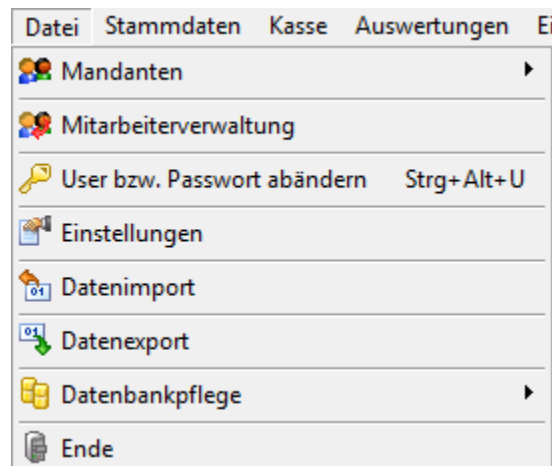 Datei Stammdaten Kasse Auswertungen
Mandanten
Mitarbeiterverwaltung
User bzw. Passwort abändern Strg+Alt+U
Einstellungen
Datenimport
Datenexport
Datenbankpflege
Ende